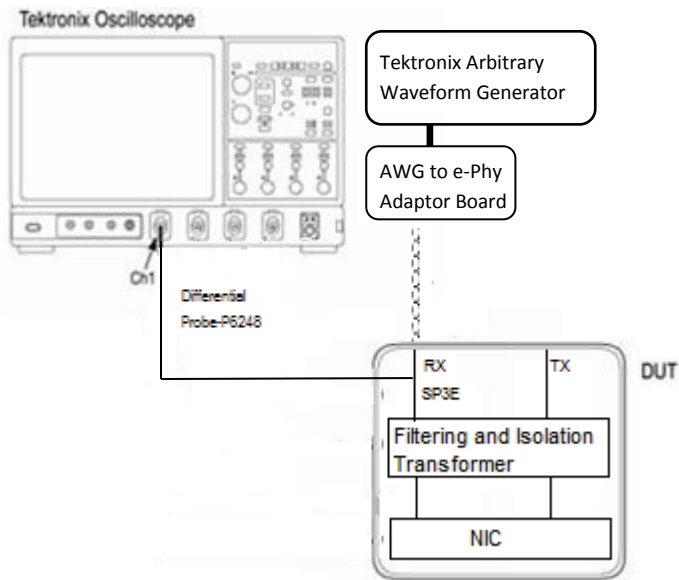 Tektronix Oscilloscope
Tektronix Arbitrary
Waveform Generator
AWG to e-Phy
Adaptor Board
Ch1
Differential
Probe-P6248
RX
TX
DUT
SP3E
Filtering and Isolation
Transformer
NIC